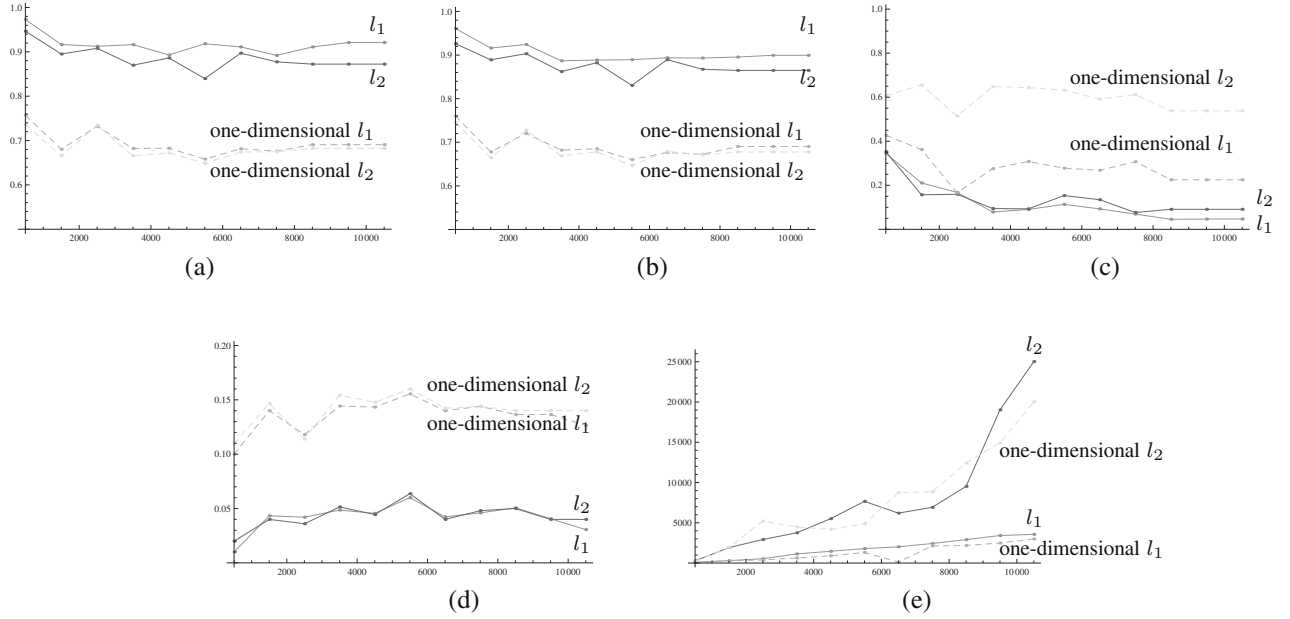 1.0
0.9
0.8
0.7
0.6
l1
l2
one-dimensional l1
one-dimensional l2
2000 4000 6000 8000 10000
(a)
1.0
0.9
0.8
0.7
0.6
l1
l2
one-dimensional l1
one-dimensional l2
2000 4000 6000 8000 10000
(b)
1.0
0.8
0.6
0.4
0.2
one-dimensional l2
one-dimensional l1
l2
l1
2000 4000 6000 8000 10000
(c)
0.20
0.15
0.10
0.05
one-dimensional l2
one-dimensional l1
l2
l1
2000 4000 6000 8000 10000
(d)
25000
20000
15000
10000
5000
l2
one-dimensional l2
l1
one-dimensional l1
2000 4000 6000 8000 10000
(e)